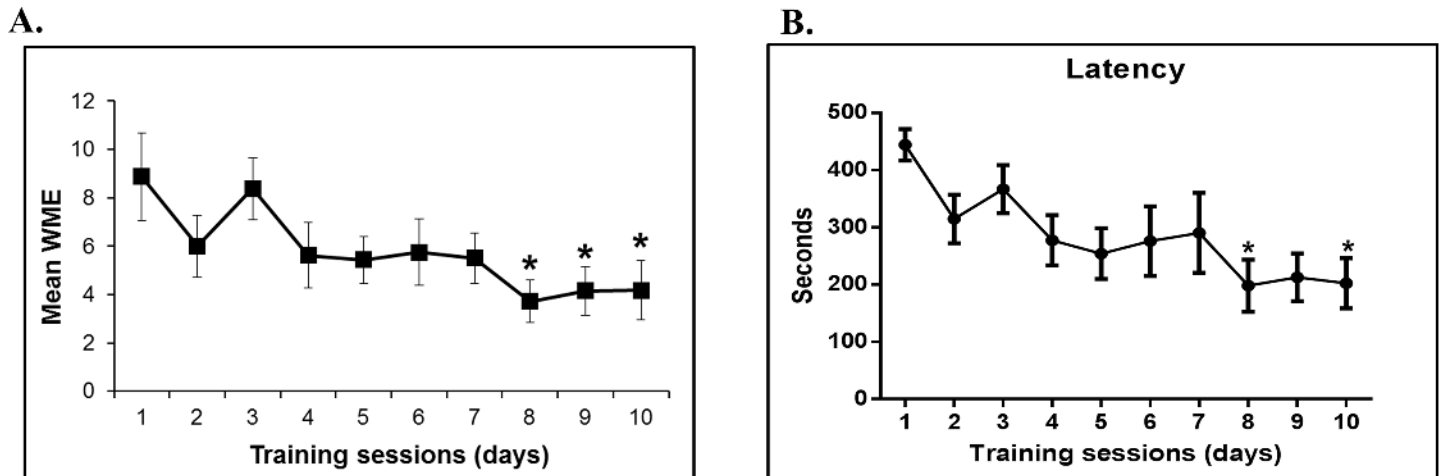 A.
Mean WME
12
10
8
6
4
2
0
*
*
*
1 2 3 4 5 6 7 8 9 10
Training sessions (days)
B.
Latency
Seconds
500
400
300
200
100
0
*
*
1 2 3 4 5 6 7 8 9 10
Training sessions (days)